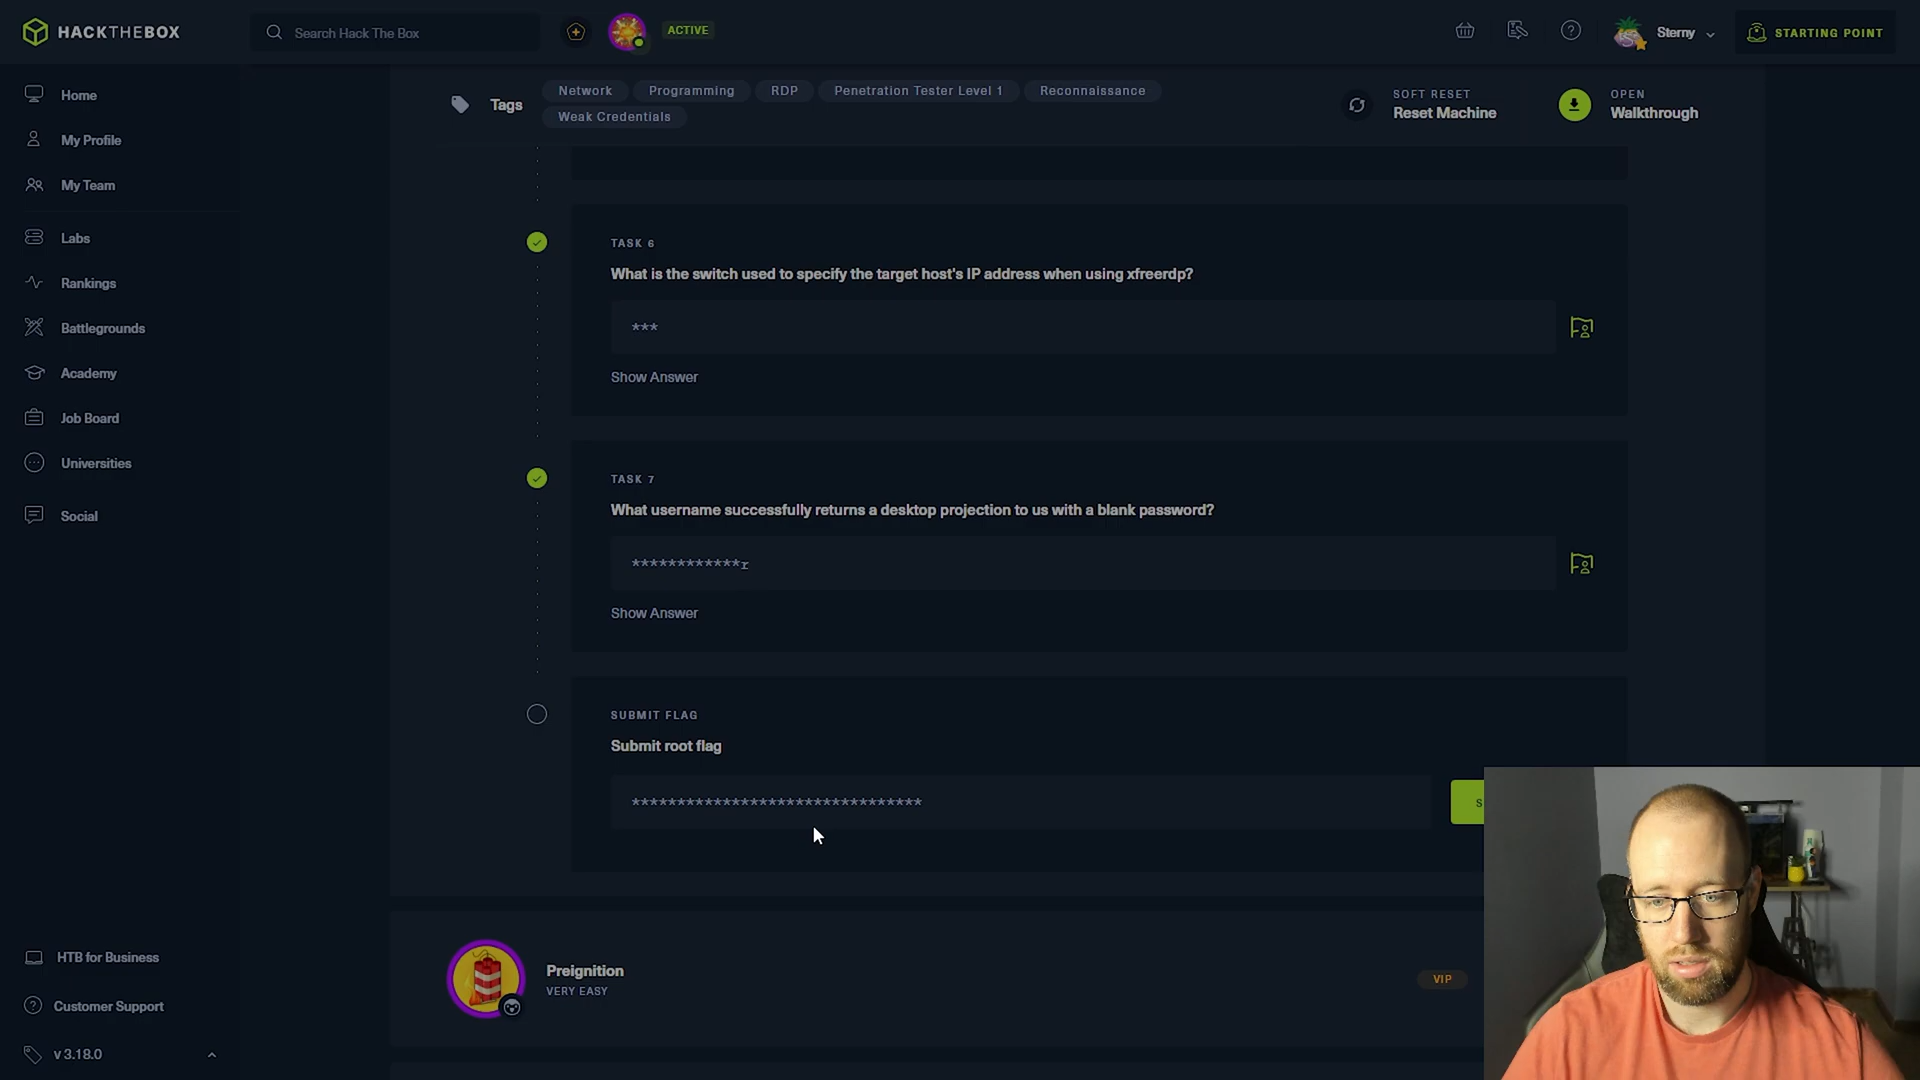 HACKTHEBOX
Search Hack The Box
ACTIVE
Sterny
STARTING POINT
Home
My Profile
My Team
Labs
Rankings
Battlegrounds
Academy
Job Board
Universities
Social
HTB for Business
Customer Support
v 3.18.0
Tags
Network
Programming
RDP
Penetration Tester Level 1
Reconnaissance
Weak Credentials
SOFT RESET
Reset Machine
OPEN
Walkthrough
TASK 6
What is the switch used to specify the target host's IP address when using xfreerdp?
***
Show Answer
TASK 7
What username successfully returns a desktop projection to us with a blank password?
************r
Show Answer
SUBMIT FLAG
Submit root flag
********************************
S
Preignition
VERY EASY
VIP